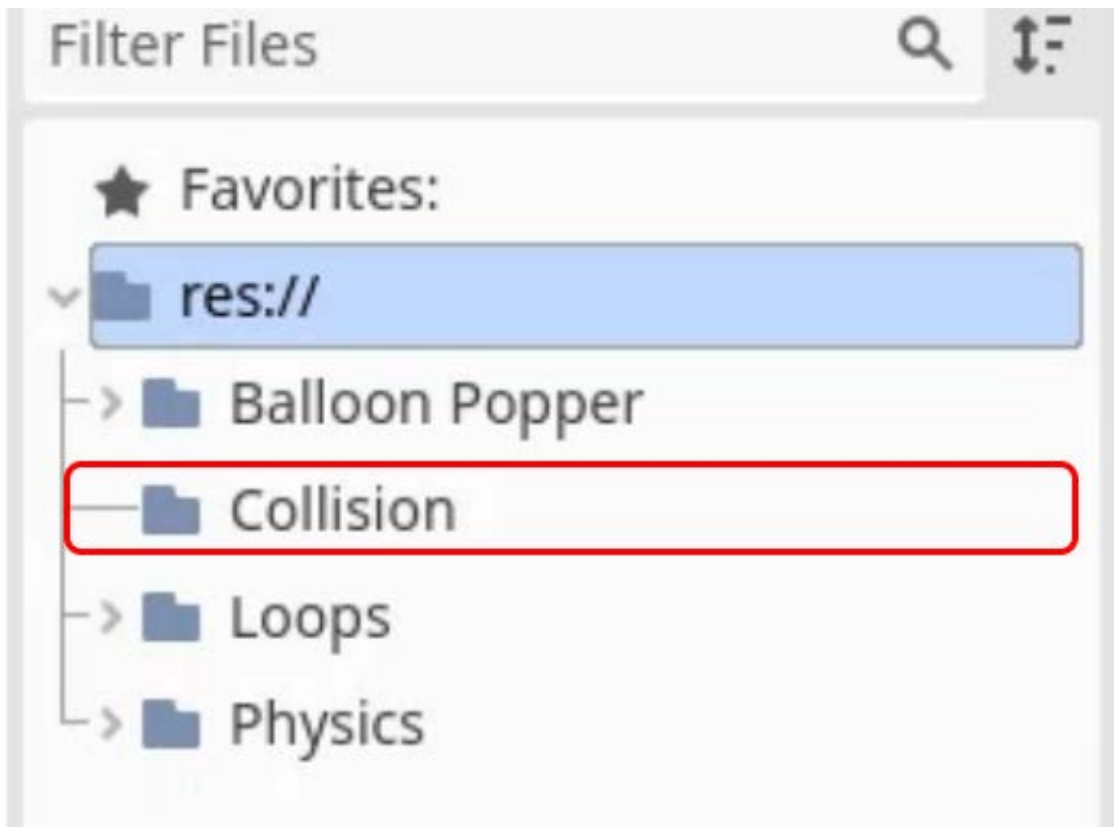 Filter Files
Favorites:
res://
Balloon Popper
Collision
Loops
Physics